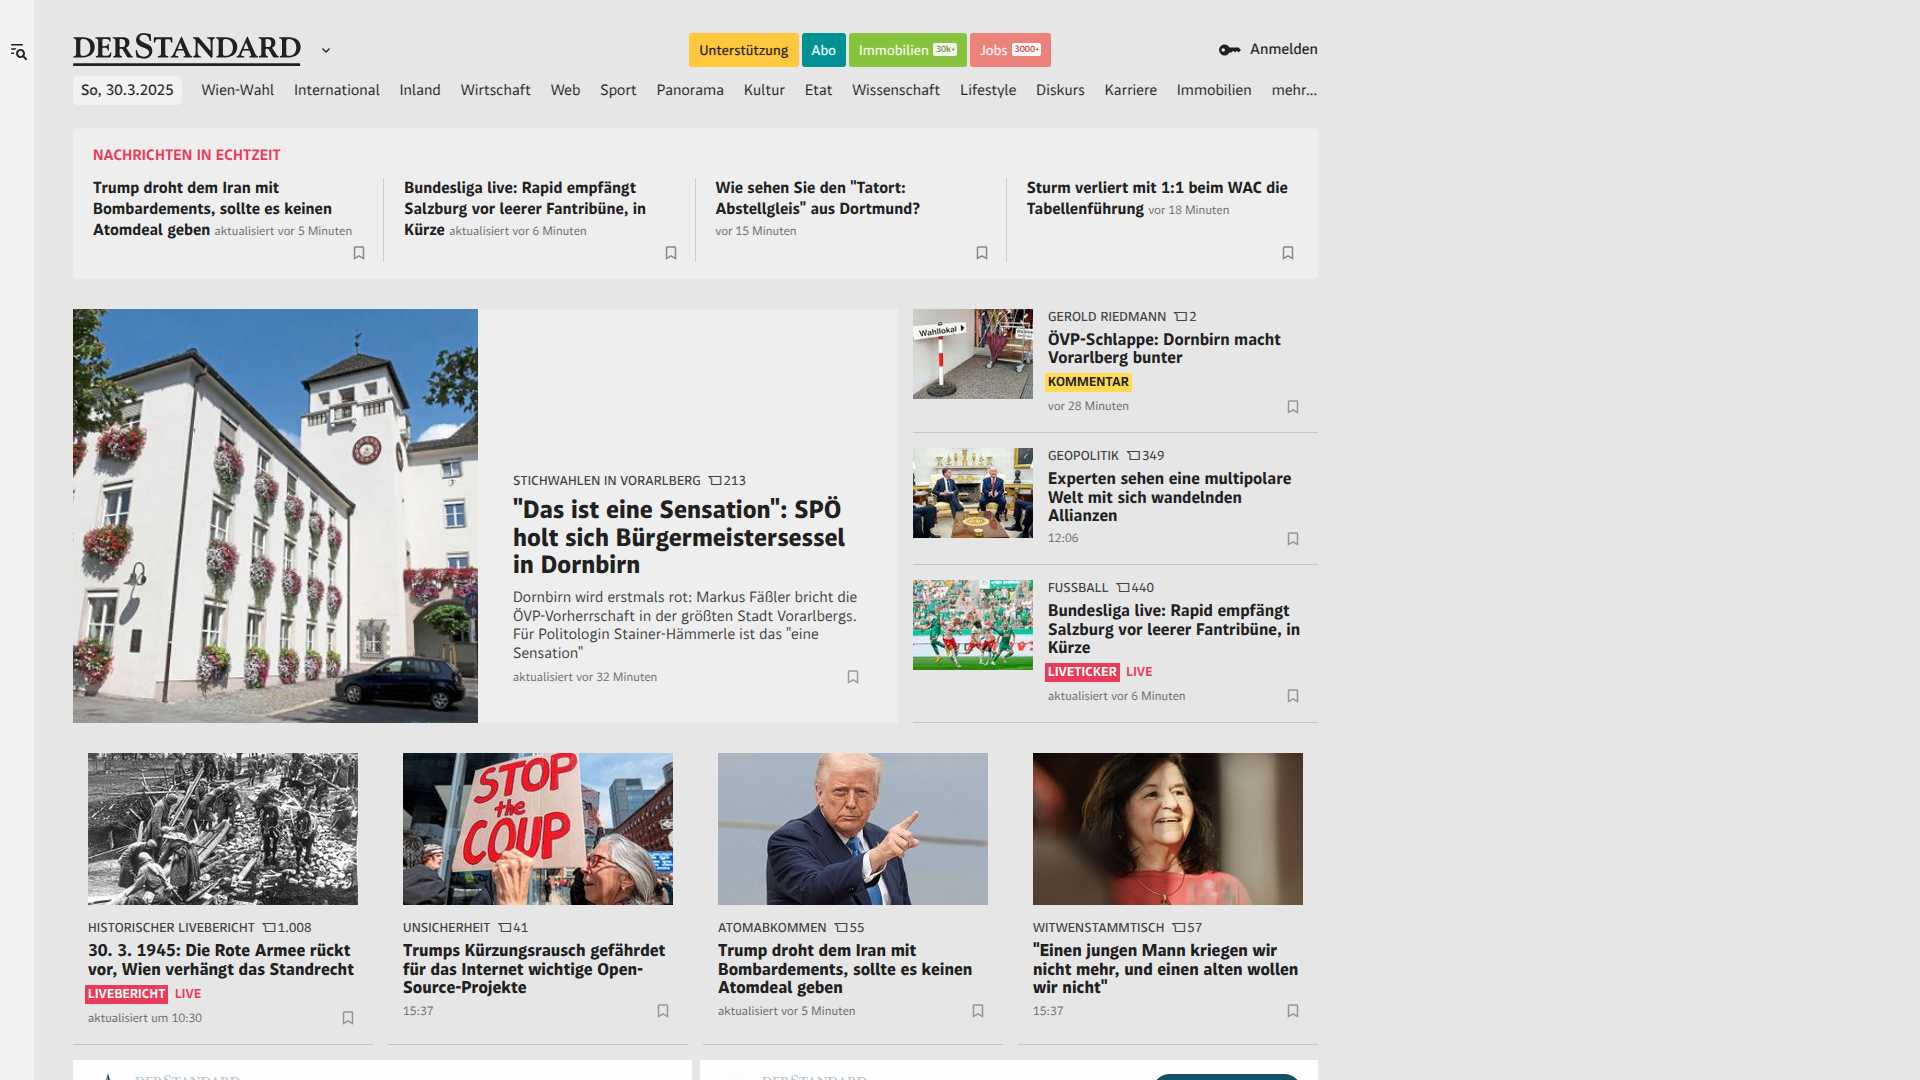 DERSTANDARD
Unterstützung
Abo
Immobilien 30k+
Jobs 3000+
Anmelden
So, 30.3.2025
Wien-Wahl
International
Inland
Wirtschaft
Web
Sport
Panorama
Kultur
Etat
Wissenschaft
Lifestyle
Diskurs
Karriere
Immobilien
mehr...
NACHRICHTEN IN ECHTZEIT
Trump droht dem Iran mit
Bombardements, sollte es keinen
Atomdeal geben aktualisiert vor 5 Minuten
Bundesliga live: Rapid empfängt
Salzburg vor leerer Fantribüne, in
Kürze aktualisiert vor 6 Minuten
Wie sehen Sie den "Tatort:
Abstellgleis" aus Dortmund?
vor 15 Minuten
Sturm verliert mit 1:1 beim WAC die
Tabellenführung vor 18 Minuten
STICHWAHLEN IN VORARLBERG 213
"Das ist eine Sensation": SPÖ
holt sich Bürgermeistersessel
in Dornbirn
Dornbirn wird erstmals rot: Markus Fäßler bricht die
ÖVP-Vorherrschaft in der größten Stadt Vorarlbergs.
Für Politologin Stainer-Hämmerle ist das "eine
Sensation"
aktualisiert vor 32 Minuten
Wahllokal
GEROLD RIEDMANN 2
ÖVP-Schlappe: Dornbirn macht
Vorarlberg bunter
KOMMENTAR
vor 28 Minuten
GEOPOLITIK 349
Experten sehen eine multipolare
Welt mit sich wandelnden
Allianzen
12:06
FUSSBALL 440
Bundesliga live: Rapid empfängt
Salzburg vor leerer Fantribüne, in
Kürze
LIVETICKER LIVE
aktualisiert vor 6 Minuten
HISTORISCHER LIVEBERICHT 1.008
30. 3. 1945: Die Rote Armee rückt
vor, Wien verhängt das Standrecht
LIVEBERICHT LIVE
aktualisiert um 10:30
STOP
the
COUP
UNSICHERHEIT 41
Trumps Kürzungsrausch gefährdet
für das Internet wichtige Open-
Source-Projekte
15:37
ATOMABKOMMEN 55
Trump droht dem Iran mit
Bombardements, sollte es keinen
Atomdeal geben
aktualisiert vor 5 Minuten
WITWENSTAMMTISCH 57
"Einen jungen Mann kriegen wir
nicht mehr, und einen alten wollen
wir nicht"
15:37
DERSTANDARD
DERSTANDARD